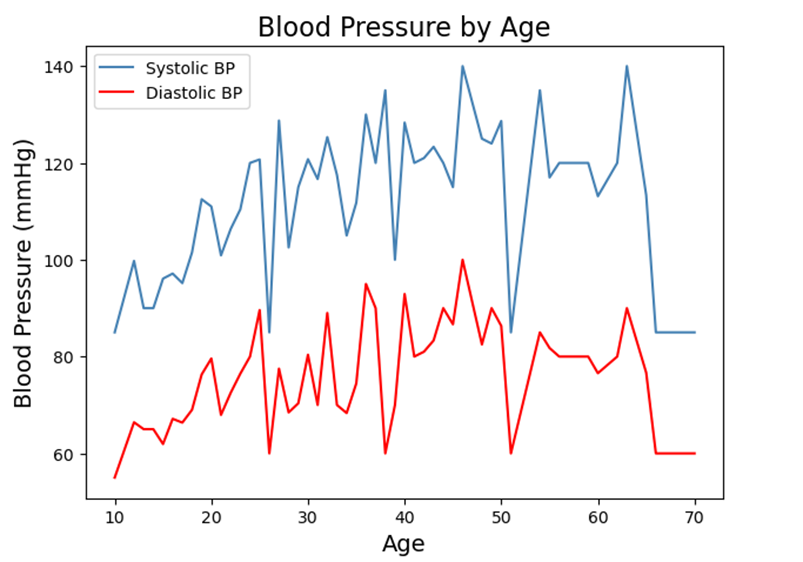 Blood Pressure by Age
Systolic BP
Diastolic BP
Blood Pressure (mmHg)
140
120
100
80
60
10 20 30 40 50 60 70
Age